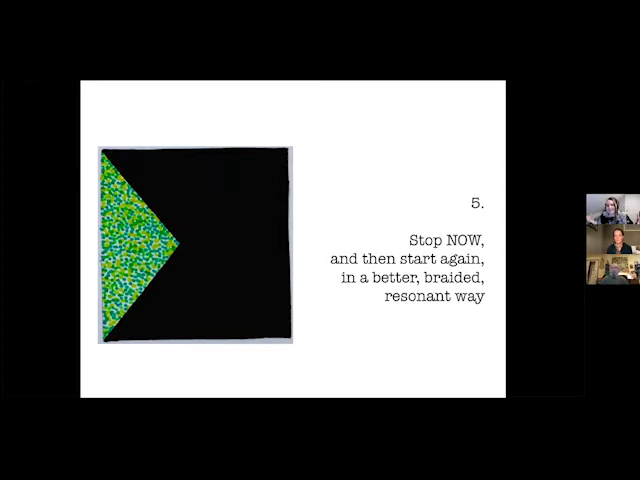 5.
Stop NOW,
and then start again,
in a better, braided,
resonant way